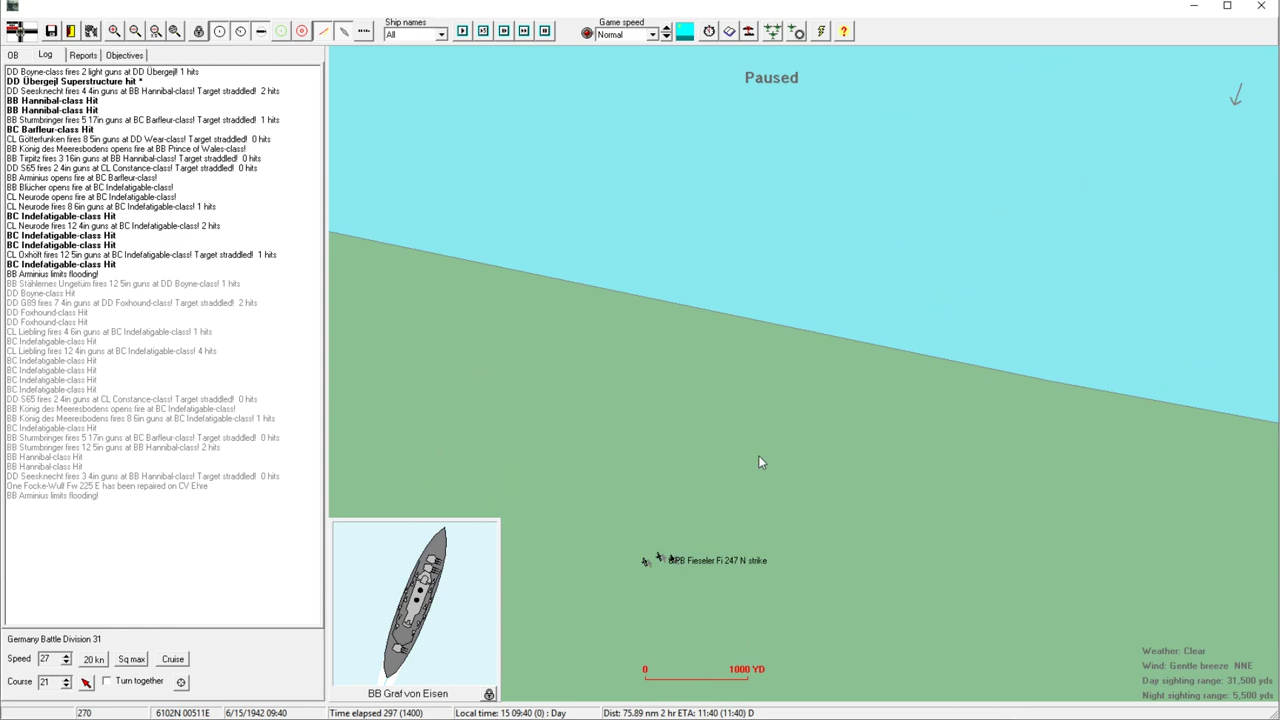 Ship names
Game speed
All
Normal
OB
Log
Reports
Objectives
DD Boyne-class fires 2 light guns at DD Übergejl! 1 hits
DD Übergejl Superstructure hit *
DD Seesknecht fires 4 4in guns at BB Hannibal-class! Target straddled!  2 hits
BB Hannibal-class Hit
BB Hannibal-class Hit
BB Sturmbringer fires 5 17in guns at BC Barfleur-class! Target straddled!  1 hits
BC Barfleur-class Hit
CL Götterfunken fires 8 5in guns at DD Wear-class! Target straddled!  0 hits
BB König des Meeresbodens opens fire at BB Prince of Wales-class!
BB Tirpitz fires 3 16in guns at BB Hannibal-class! Target straddled!  0 hits
DD S65 fires 2 4in guns at CL Constance-class! Target straddled!  0 hits
BB Arminius opens fire at BC Barfleur-class!
BB Blücher opens fire at BC Indefatigable-class!
CL Neurode opens fire at BC Indefatigable-class!
CL Neurode fires 8 6in guns at BC Indefatigable-class! 1 hits
BC Indefatigable-class Hit
CL Neurode fires 12 4in guns at BC Indefatigable-class! 2 hits
BC Indefatigable-class Hit
BC Indefatigable-class Hit
CL Oxhöft fires 12 5in guns at BC Indefatigable-class! Target straddled!  1 hits
BC Indefatigable-class Hit
BB Arminius limits flooding!
BB Stählernes Ungetüm fires 12 5in guns at DD Boyne-class! 1 hits
DD Boyne-class Hit
DD G89 fires 7 4in guns at DD Foxhound-class! Target straddled!  2 hits
DD Foxhound-class Hit
DD Foxhound-class Hit
CL Liebling fires 4 6in guns at BC Indefatigable-class! 1 hits
BC Indefatigable-class Hit
CL Liebling fires 12 4in guns at BC Indefatigable-class! 4 hits
BC Indefatigable-class Hit
BC Indefatigable-class Hit
BC Indefatigable-class Hit
BC Indefatigable-class Hit
DD S65 fires 2 4in guns at CL Constance-class! Target straddled!  0 hits
BB König des Meeresbodens opens fire at BC Indefatigable-class!
BB König des Meeresbodens fires 8 6in guns at BC Indefatigable-class! 1 hits
BC Indefatigable-class Hit
BB Sturmbringer fires 5 17in guns at BC Barfleur-class! Target straddled!  0 hits
BB Sturmbringer fires 12 5in guns at BB Hannibal-class! 2 hits
BB Hannibal-class Hit
BB Hannibal-class Hit
DD Seesknecht fires 3 4in guns at BB Hannibal-class! Target straddled!  0 hits
One Focke-Wulf Fw 225 E has been repaired on CV Ehre
BB Arminius limits flooding!
Paused
Fieseler Fi 247 N strike
0 1000 YD
Weather: Clear
Wind: Gentle breeze  NNE
Day sighting range: 31,500 yds
Night sighting range: 5,500 yds
BB Graf von Eisen
Germany Battle Division 31
Speed 27 20 kn Sq max Cruise
Course 21 Turn together
270
6102N 00511E
6/15/1942 09:40
Time elapsed 297 (1400)
Local time: 15 09:40 (0) : Day
Dist: 75.89 nm 2 hr ETA: 11:40 (11:40) D